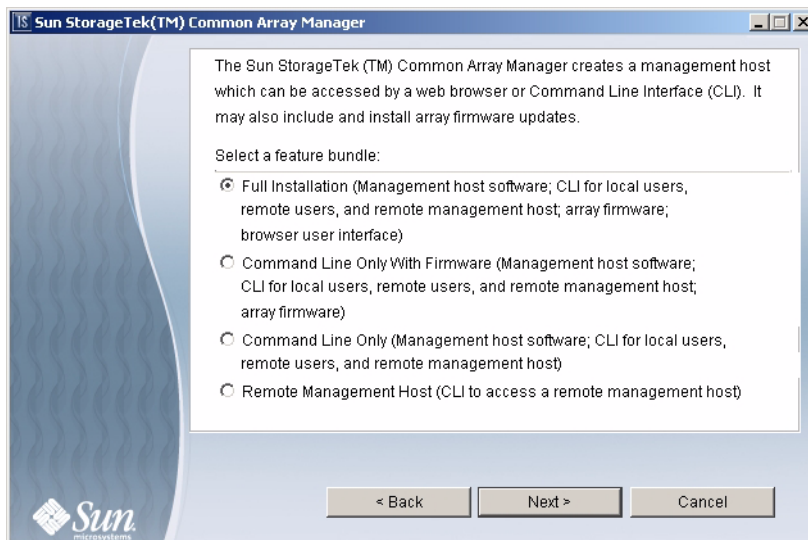 Sun StorageTek(TM) Common Array Manager
The Sun StorageTek (TM) Common Array Manager creates a management host
which can be accessed by a web browser or Command Line Interface (CLI). It
may also include and install array firmware updates.
Select a feature bundle:
Full Installation (Management host software; CLI for local users,
remote users, and remote management host; array firmware;
browser user interface)
Command Line Only With Firmware (Management host software;
CLI for local users, remote users, and remote management host;
array firmware)
Command Line Only (Management host software; CLI for local users,
remote users, and remote management host)
Remote Management Host (CLI to access a remote management host)
< Back
Next >
Cancel
Sun
microsystems